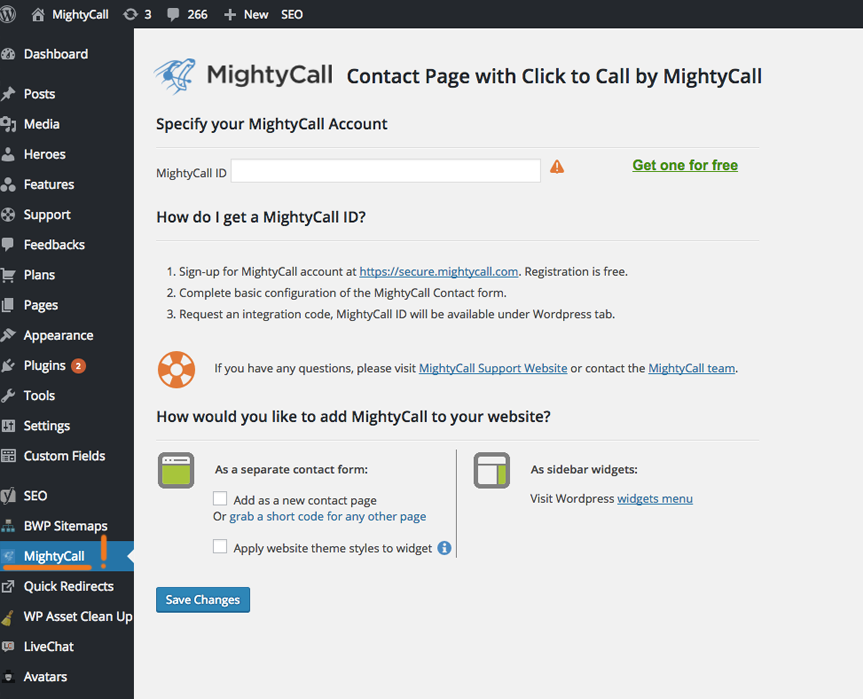 MightyCall 3 266 New SEO
Dashboard
Posts
Media
Heroes
Features
Support
Feedbacks
Plans
Pages
Appearance
Plugins 2
Tools
Settings
Custom Fields
SEO
BWP Sitemaps
MightyCall !
Quick Redirects
WP Asset Clean Up
LiveChat
Avatars
MightyCall Contact Page with Click to Call by MightyCall
Specify your MightyCall Account
MightyCall ID Get one for free
How do I get a MightyCall ID?
1. Sign-up for MightyCall account at https://secure.mightycall.com. Registration is free.
2. Complete basic configuration of the MightyCall Contact form.
3. Request an integration code, MightyCall ID will be available under Wordpress tab.
If you have any questions, please visit MightyCall Support Website or contact the MightyCall team.
How would you like to add MightyCall to your website?
As a separate contact form:
Add as a new contact page
Or grab a short code for any other page
Apply website theme styles to widget
As sidebar widgets:
Visit Wordpress widgets menu
Save Changes